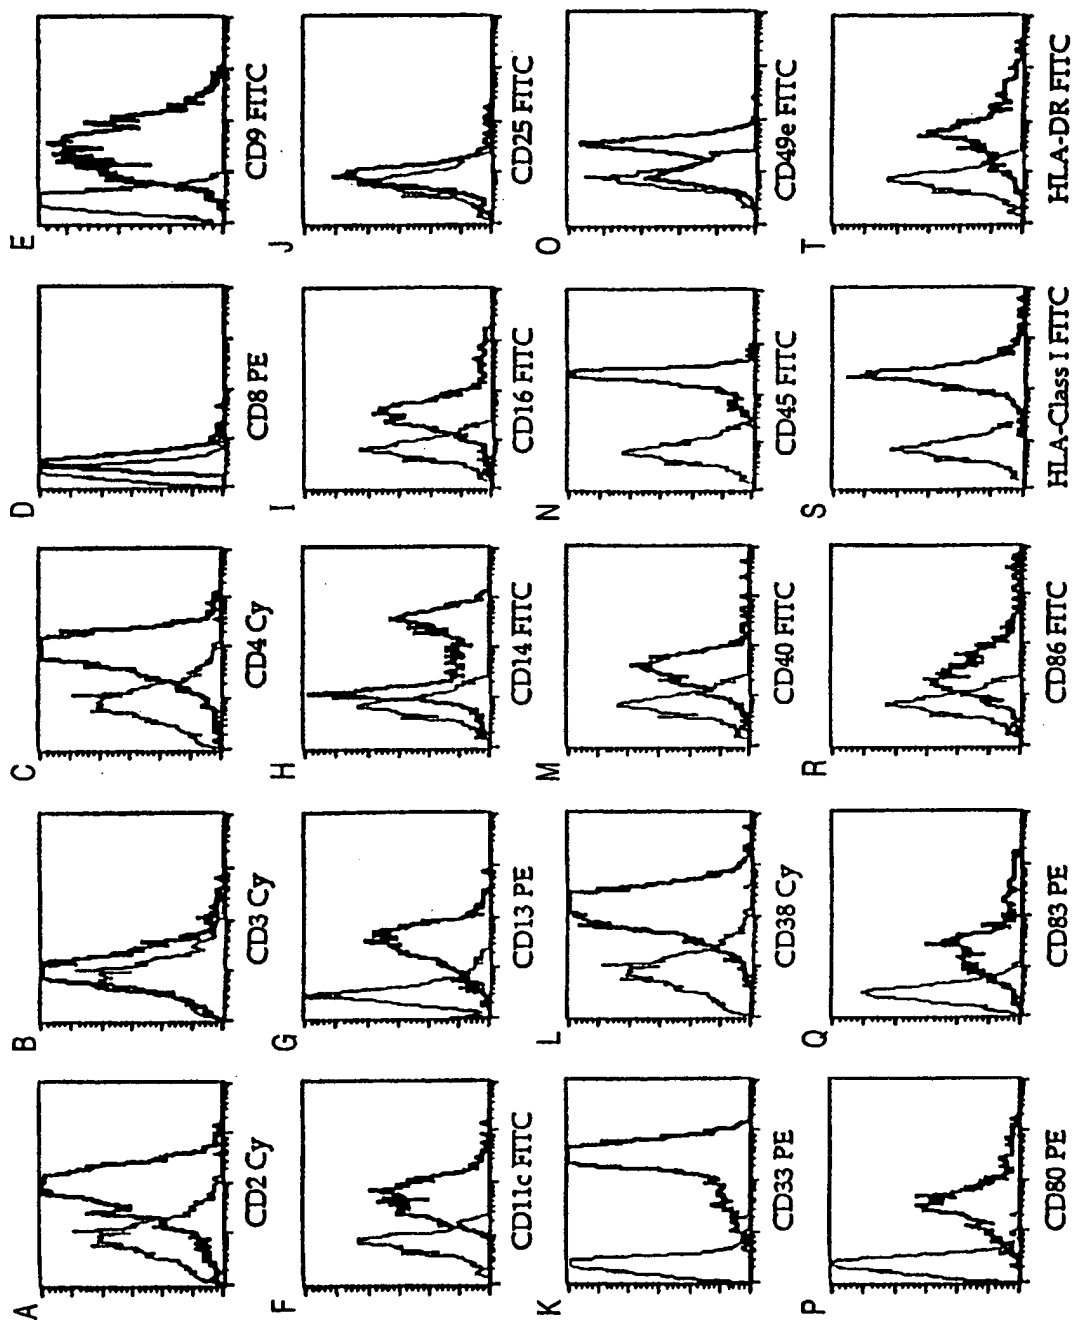 A
CD2 Cy
B
CD3 Cy
C
CD4 Cy
D
CD8 PE
E
CD9 FITC
F
CD11c FITC
G
CD13 PE
H
CD14 FITC
I
CD16 FITC
J
CD25 FITC
K
CD33 PE
L
CD38 Cy
M
CD40 FITC
N
CD45 FITC
O
CD49e FITC
P
CD80 PE
Q
CD83 PE
R
CD86 FITC
S
HLA-Class I FITC
T
HLA-DR FITC